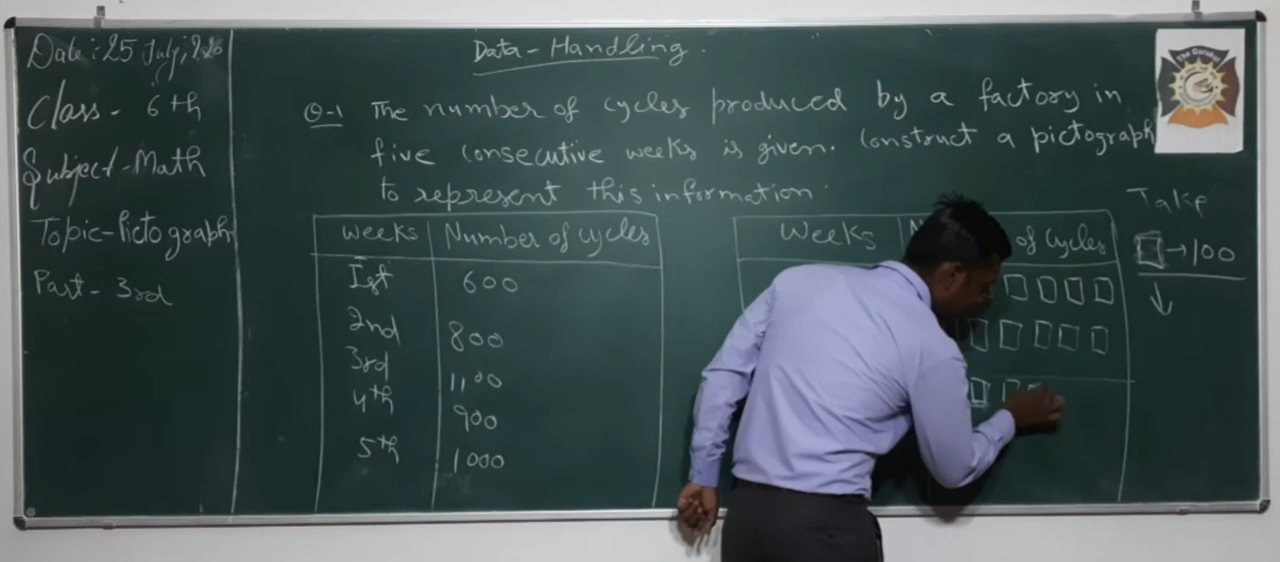 Date: 25 July, 2020
Class - 6th
Subject - Math
Topic - Pictograph
Part - 3rd
Data - Handling.
Q-1 The number of cycles produced by a factory in
five consecutive weeks is given. Construct a pictograph
to represent this information.
Weeks Number of cycles
Ist 600
2nd 800
3rd 1100
4th 900
5th 1000
Weeks of Cycles
Take
→ 100